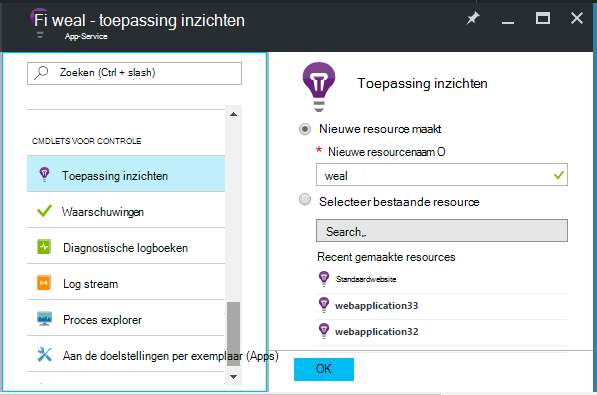 Fi weal - toepassing inzichten
App-Service
Zoeken (Ctrl + slash)
CMDLETS VOOR CONTROLE
Toepassing inzichten
Waarschuwingen
Diagnostische logboeken
Log stream
Proces explorer
Aan de doelstellingen per exemplaar (Apps)
Toepassing inzichten
Nieuwe resource maakt
* Nieuwe resourcenaam O
weal
Selecteer bestaande resource
Search,.
Recent gemaakte resources
Standaardwebsite
webapplication33
webapplication32
OK